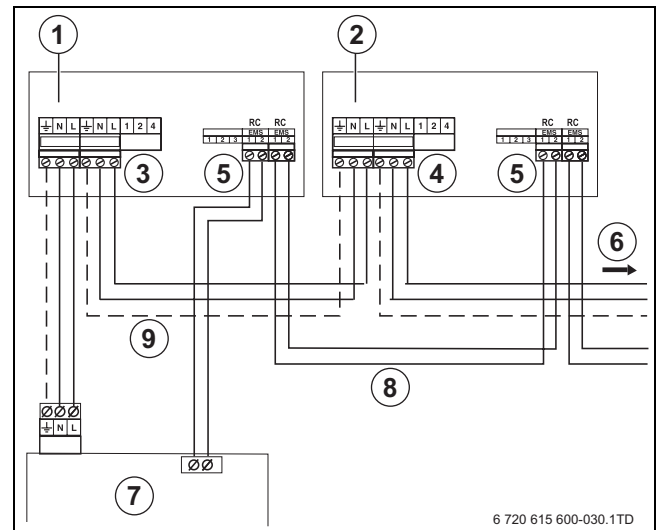 1 2
RC RC RC RC
⏚ N L ⏚ N L 1 2 4 EMS EMS ⏚ N L ⏚ N L 1 2 4 EMS EMS
1 2 3 1 2 1 2 1 2 3 1 2 1 2
3 5 4 5
6
9
8
⏚ N L
7
6 720 615 600-030.1TD